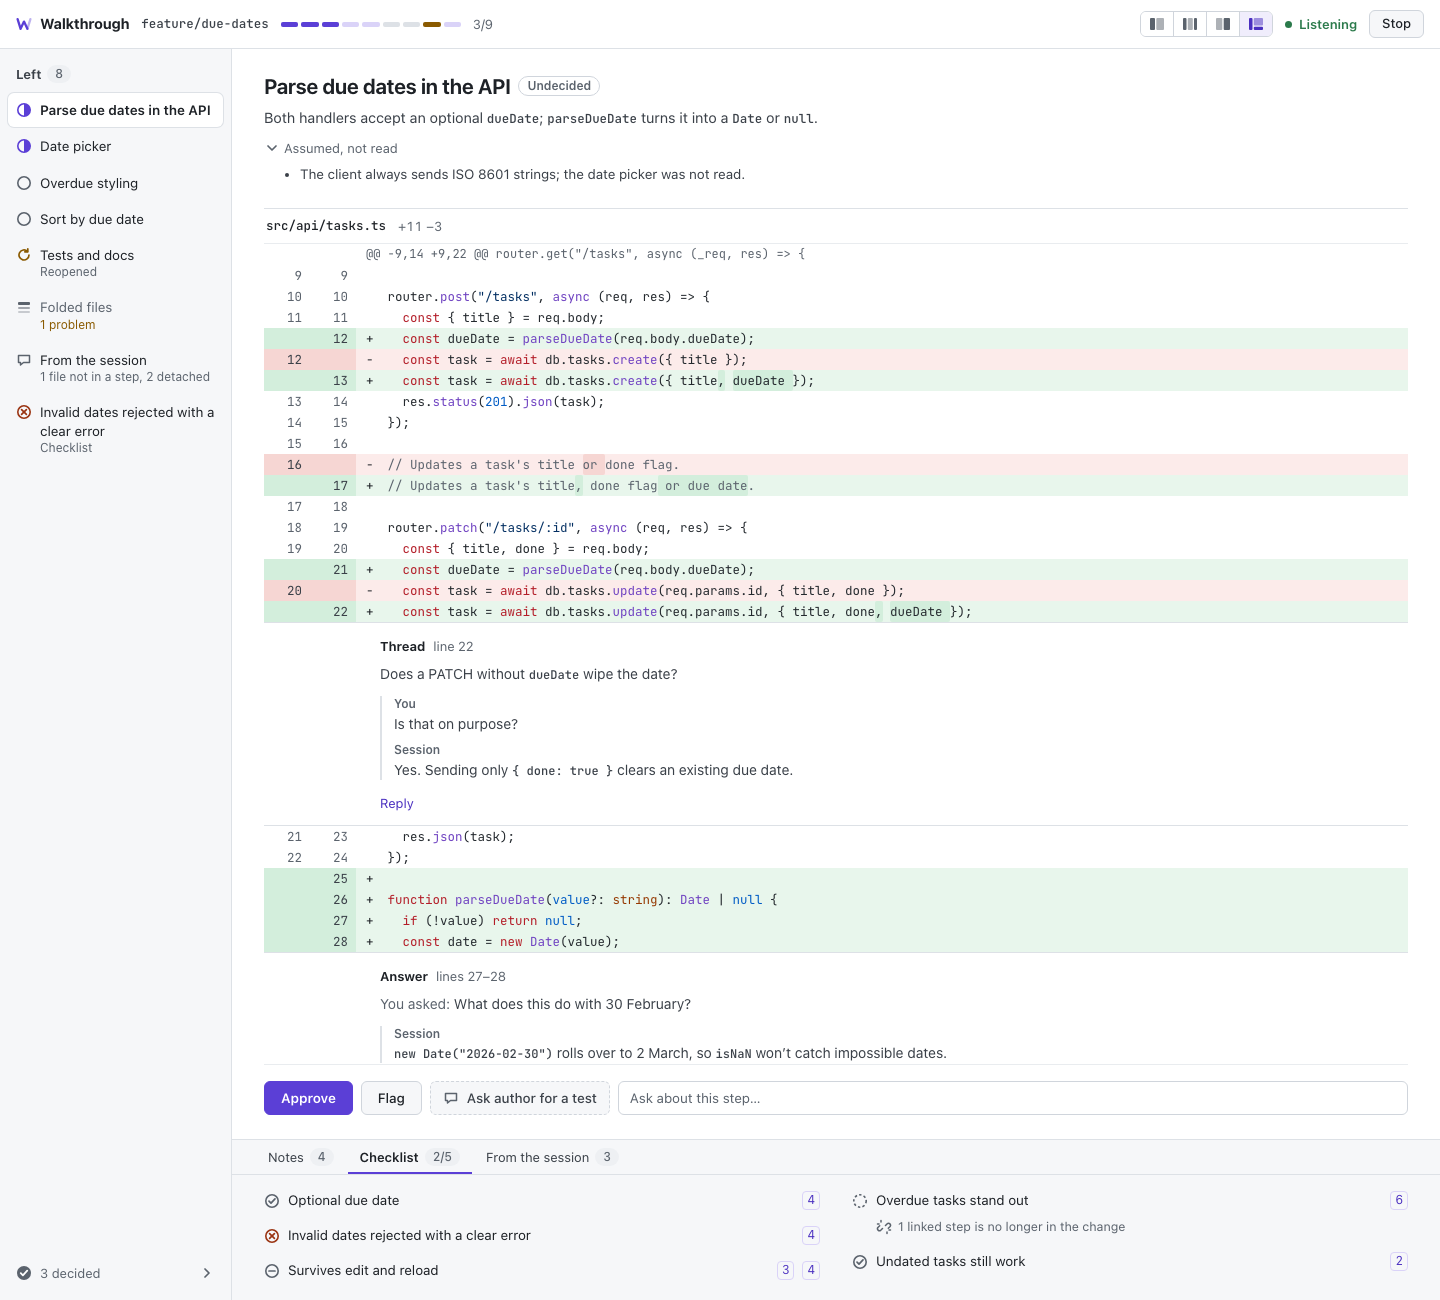 Walkthrough feature/due-dates 3/9 Listening Stop
Left 8
Parse due dates in the API
Date picker
Overdue styling
Sort by due date
Tests and docs
Reopened
Folded files
1 problem
From the session
1 file not in a step, 2 detached
Invalid dates rejected with a
clear error
Checklist
3 decided
Parse due dates in the API Undecided
Both handlers accept an optional dueDate; parseDueDate turns it into a Date or null.
Assumed, not read
• The client always sends ISO 8601 strings; the date picker was not read.
src/api/tasks.ts +11 −3
@@ -9,14 +9,22 @@ router.get("/tasks", async (_req, res) => {
9 9
10 10 router.post("/tasks", async (req, res) => {
11 11 const { title } = req.body;
12 + const dueDate = parseDueDate(req.body.dueDate);
12 - const task = await db.tasks.create({ title });
13 + const task = await db.tasks.create({ title, dueDate });
13 14 res.status(201).json(task);
14 15 });
15 16
16 - // Updates a task's title or done flag.
17 + // Updates a task's title, done flag or due date.
17 18
18 19 router.patch("/tasks/:id", async (req, res) => {
19 20 const { title, done } = req.body;
21 + const dueDate = parseDueDate(req.body.dueDate);
20 - const task = await db.tasks.update(req.params.id, { title, done });
22 + const task = await db.tasks.update(req.params.id, { title, done, dueDate });
Thread line 22
Does a PATCH without dueDate wipe the date?
You
Is that on purpose?
Session
Yes. Sending only { done: true } clears an existing due date.
Reply
21 23 res.json(task);
22 24 });
25 +
26 + function parseDueDate(value?: string): Date | null {
27 + if (!value) return null;
28 + const date = new Date(value);
Answer lines 27–28
You asked: What does this do with 30 February?
Session
new Date("2026-02-30") rolls over to 2 March, so isNaN won’t catch impossible dates.
Approve Flag Ask author for a test Ask about this step…
Notes 4 Checklist 2/5 From the session 3
Optional due date 4
Invalid dates rejected with a clear error 4
Survives edit and reload 3 4
Overdue tasks stand out 6
1 linked step is no longer in the change
Undated tasks still work 2